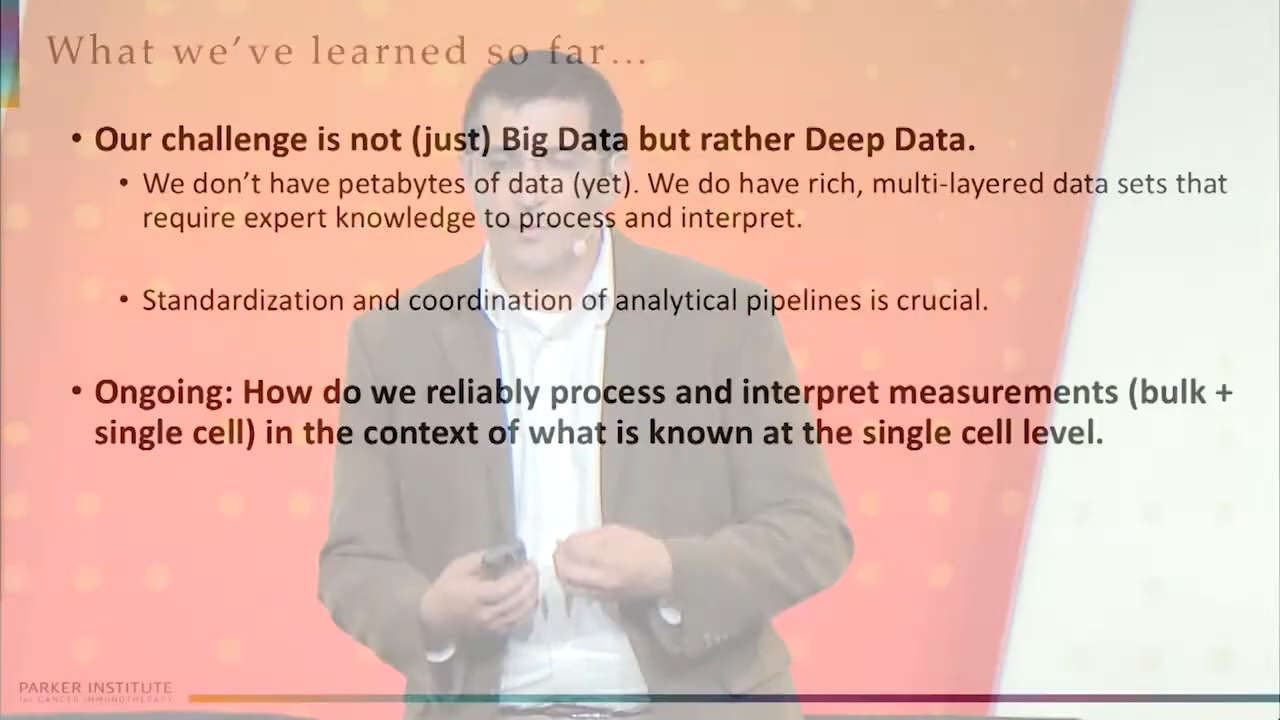 What we’ve learned so far…
• Our challenge is not (just) Big Data but rather Deep Data.
• We don’t have petabytes of data (yet). We do have rich, multi-layered data sets that
require expert knowledge to process and interpret.
• Standardization and coordination of analytical pipelines is crucial.
• Ongoing: How do we reliably process and interpret measurements (bulk +
single cell) in the context of what is known at the single cell level.
PARKER INSTITUTE
for CANCER IMMUNOTHERAPY